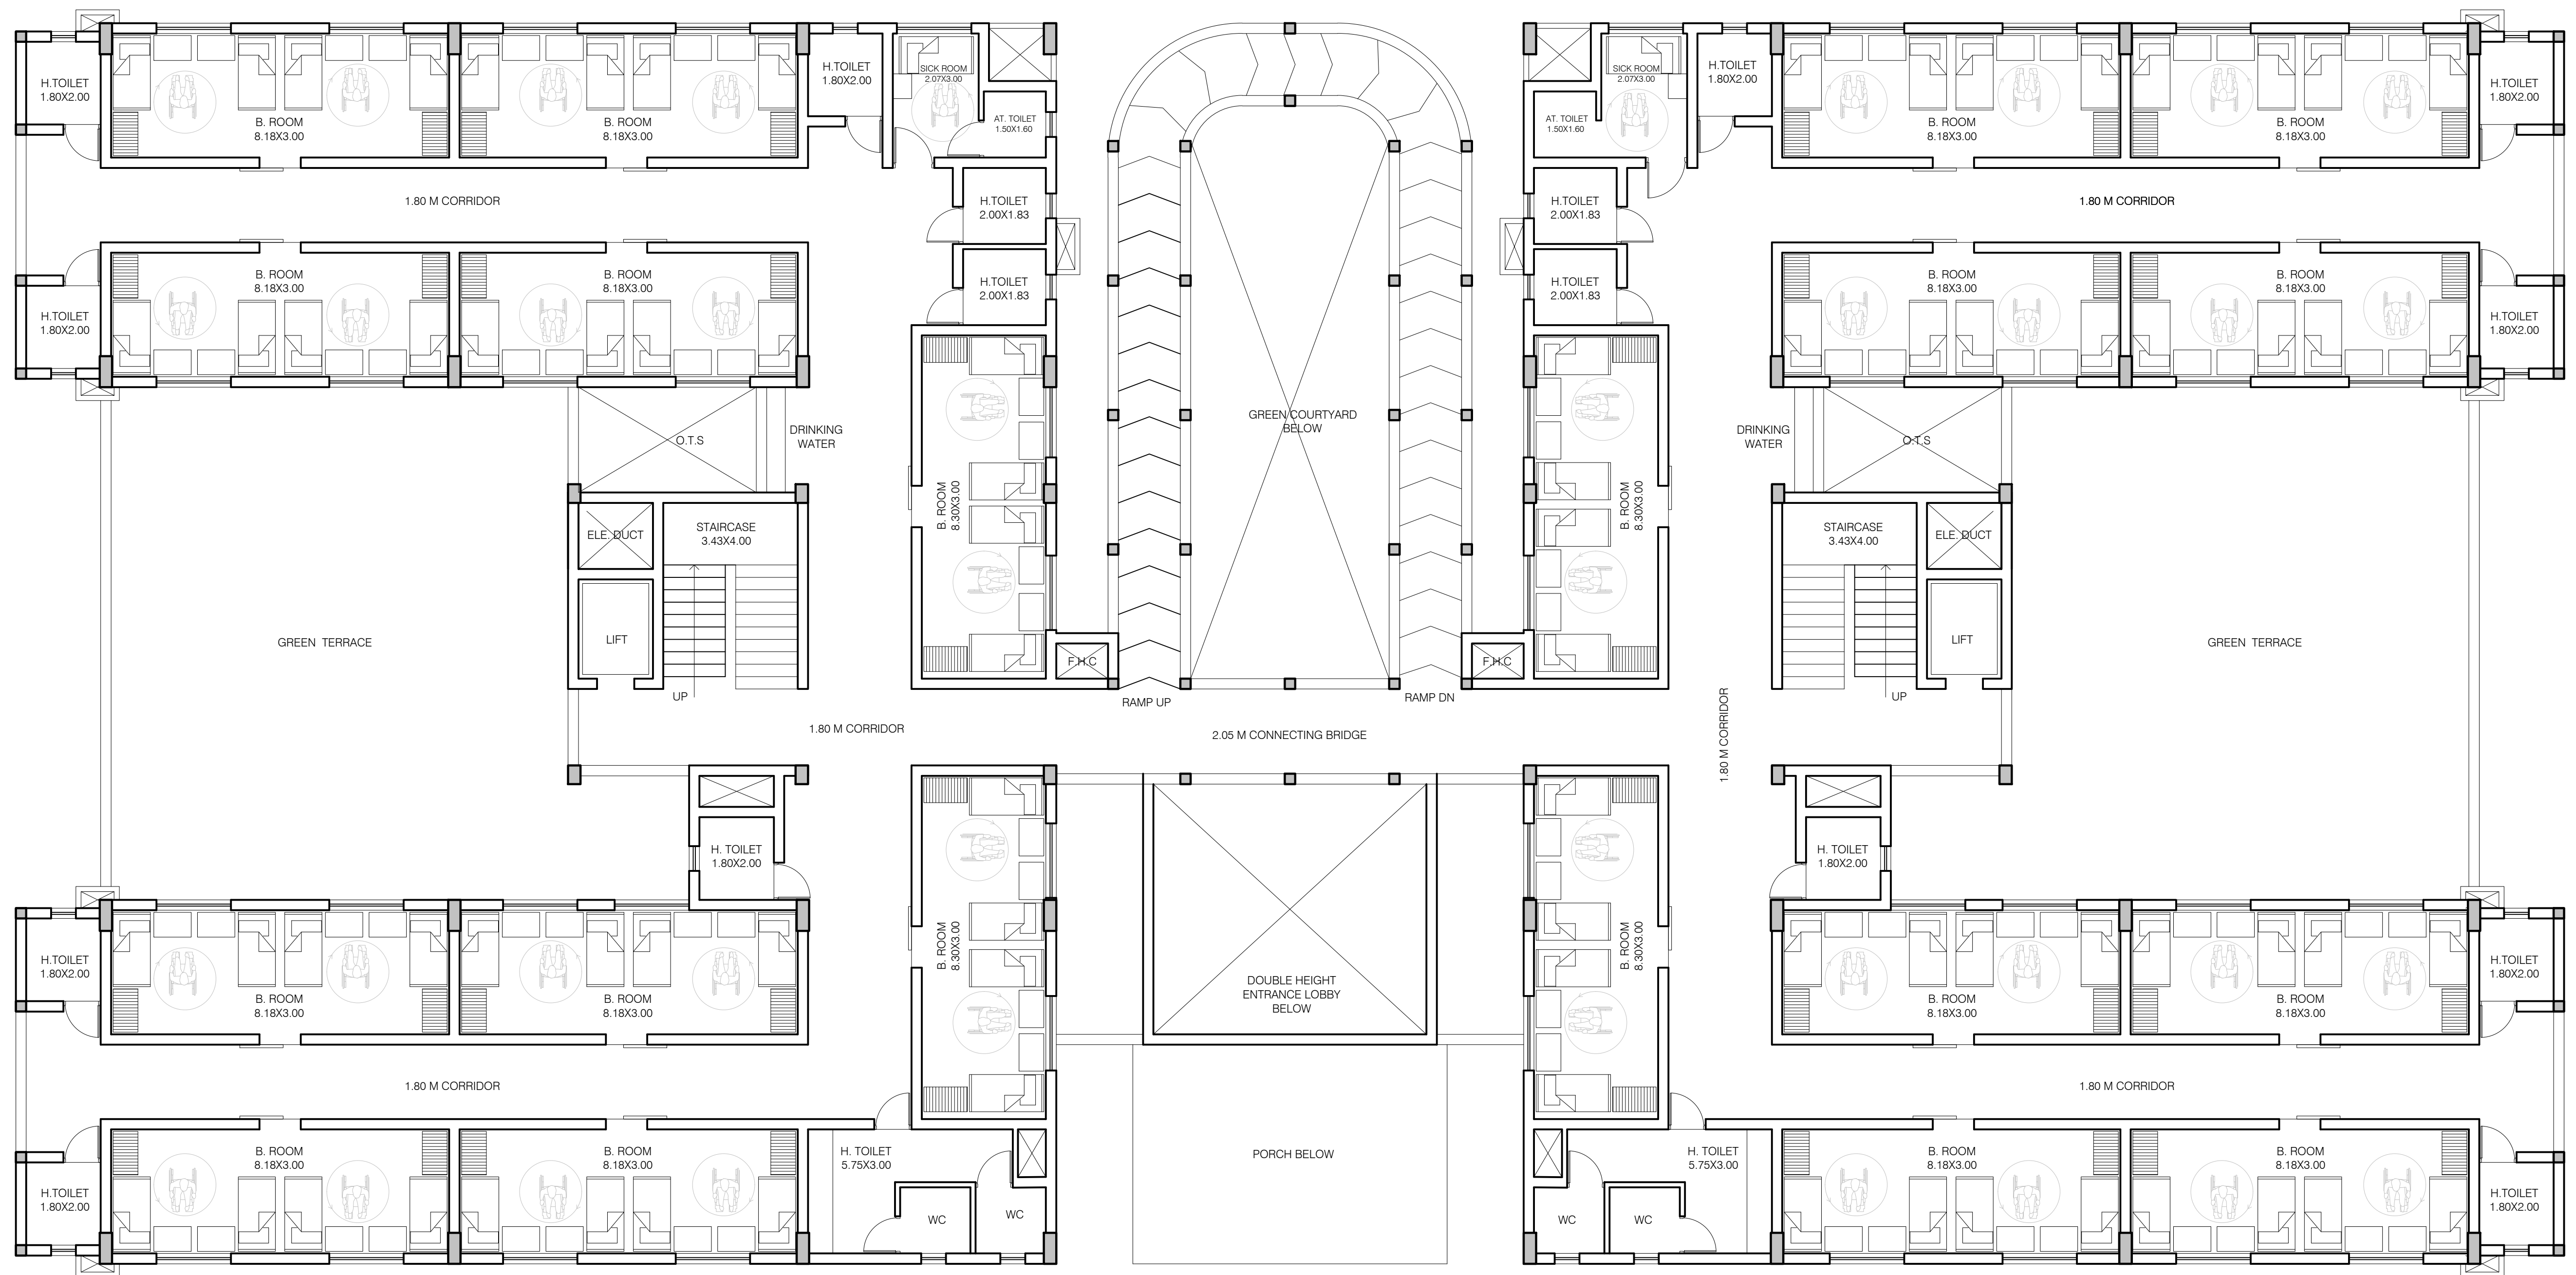 H.TOILET
1.80X2.00
B. ROOM
8.18X3.00
B. ROOM
8.18X3.00
H.TOILET
1.80X2.00
SICK ROOM
2.07X3.00
AT. TOILET
1.50X1.60
SICK ROOM
2.07X3.00
AT. TOILET
1.50X1.60
H.TOILET
1.80X2.00
B. ROOM
8.18X3.00
B. ROOM
8.18X3.00
H.TOILET
1.80X2.00
1.80 M CORRIDOR
H.TOILET
2.00X1.83
H.TOILET
2.00X1.83
1.80 M CORRIDOR
H.TOILET
1.80X2.00
B. ROOM
8.18X3.00
B. ROOM
8.18X3.00
H.TOILET
2.00X1.83
H.TOILET
2.00X1.83
B. ROOM
8.18X3.00
B. ROOM
8.18X3.00
H.TOILET
1.80X2.00
O.T.S
DRINKING
WATER
GREEN COURTYARD
BELOW
DRINKING
WATER
O.T.S
ELE. DUCT
STAIRCASE
3.43X4.00
B. ROOM
8.30X3.00
B. ROOM
8.30X3.00
STAIRCASE
3.43X4.00
ELE. DUCT
GREEN TERRACE
LIFT
F.H.C
F.H.C
LIFT
GREEN TERRACE
UP
RAMP UP
RAMP DN
UP
1.80 M CORRIDOR
2.05 M CONNECTING BRIDGE
1.80 M CORRIDOR
H. TOILET
1.80X2.00
H. TOILET
1.80X2.00
H.TOILET
1.80X2.00
B. ROOM
8.18X3.00
B. ROOM
8.18X3.00
B. ROOM
8.30X3.00
DOUBLE HEIGHT
ENTRANCE LOBBY
BELOW
B. ROOM
8.30X3.00
B. ROOM
8.18X3.00
B. ROOM
8.18X3.00
H.TOILET
1.80X2.00
1.80 M CORRIDOR
1.80 M CORRIDOR
H.TOILET
1.80X2.00
B. ROOM
8.18X3.00
B. ROOM
8.18X3.00
H. TOILET
5.75X3.00
WC
WC
PORCH BELOW
WC
WC
H. TOILET
5.75X3.00
B. ROOM
8.18X3.00
B. ROOM
8.18X3.00
H.TOILET
1.80X2.00